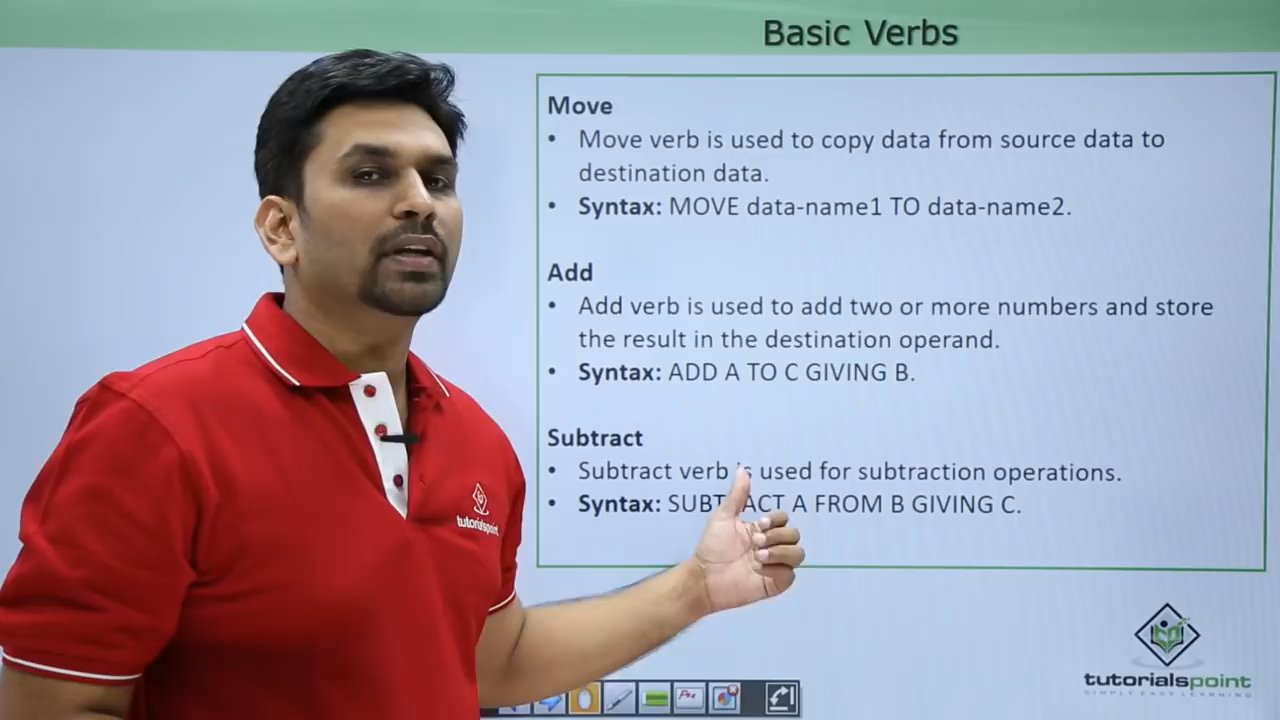 Basic Verbs
Move
• Move verb is used to copy data from source data to
destination data.
• Syntax: MOVE data-name1 TO data-name2.
Add
• Add verb is used to add two or more numbers and store
the result in the destination operand.
• Syntax: ADD A TO C GIVING B.
Subtract
• Subtract verb is used for subtraction operations.
• Syntax: SUBTRACT A FROM B GIVING C.
tutorialspoint
tutorialspoint
SIMPLY EASY LEARNING